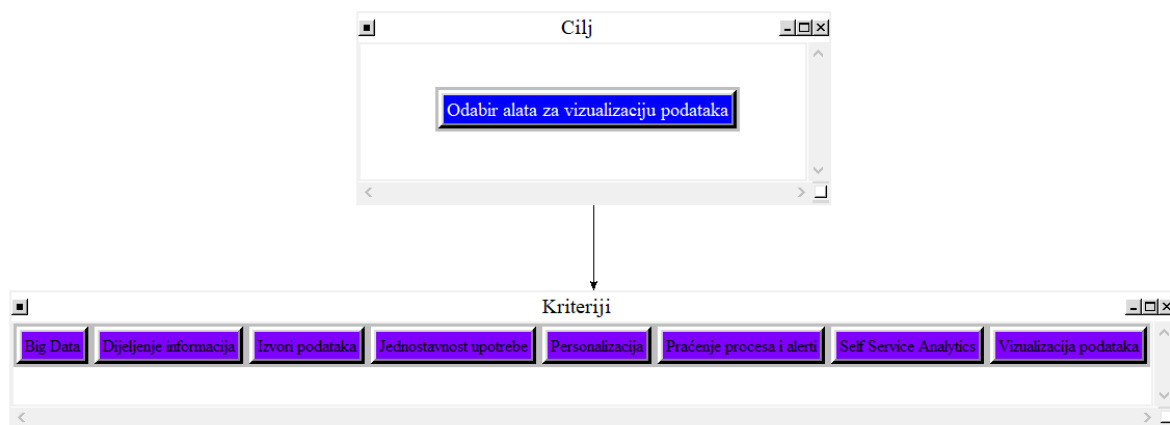 Cilj
Odabir alata za vizualizaciju podataka
Kriteriji
Big Data Dijeljenje informacija Izvori podataka Jednostavnost upotrebe Personalizacija Praćenje procesa i alerti Self Service Analytics Vizualizacija podataka